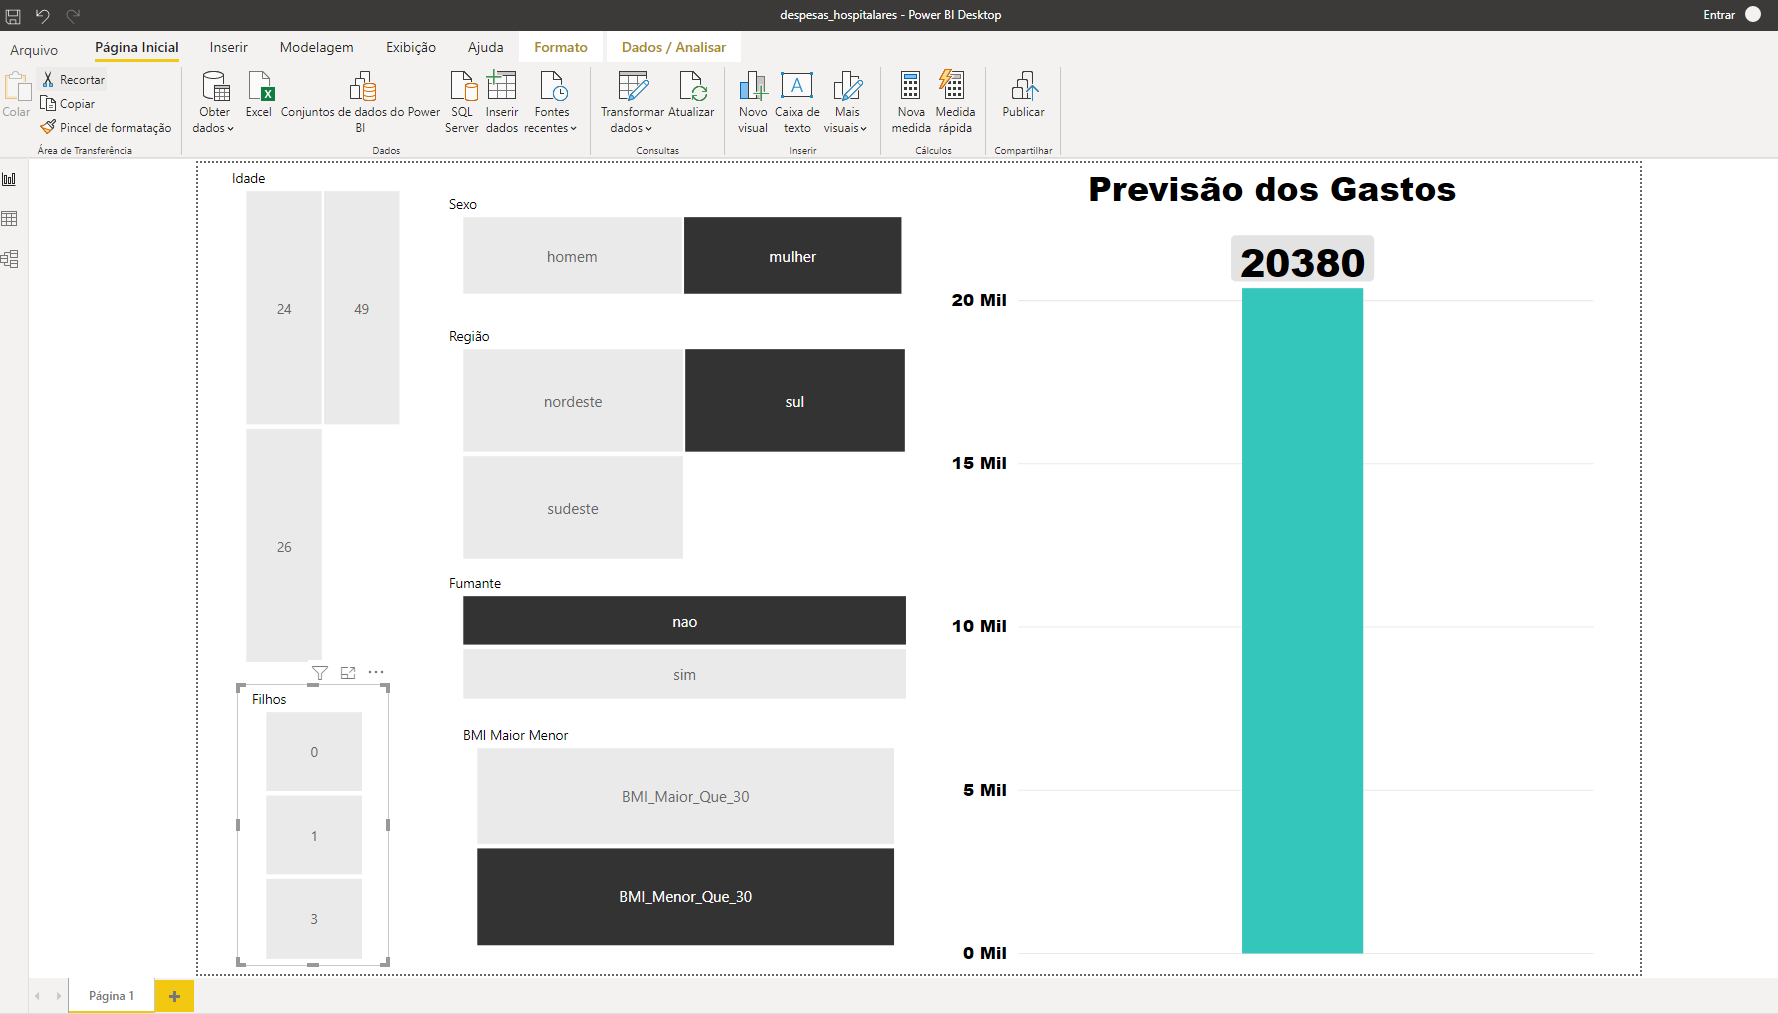 despesas_hospitalares - Power BI Desktop
Entrar
Arquivo
Página Inicial
Inserir
Modelagem
Exibição
Ajuda
Formato
Dados / Analisar
Colar
Recortar
Copiar
Pincel de formatação
Área de Transferência
Obter
dados
Excel
Conjuntos de dados do Power
BI
SQL
Server
Inserir
dados
Fontes
recentes
Dados
Transformar
dados
Atualizar
Consultas
Novo
visual
A
Caixa de
texto
Mais
visuais
Inserir
Nova
medida
Medida
rápida
Cálculos
Publicar
Compartilhar
Idade
24
49
26
Filhos
0
1
3
Sexo
homem
mulher
Região
nordeste
sul
sudeste
Fumante
nao
sim
BMI Maior Menor
BMI_Maior_Que_30
BMI_Menor_Que_30
Previsão dos Gastos
20380
20 Mil
15 Mil
10 Mil
5 Mil
0 Mil
Página 1